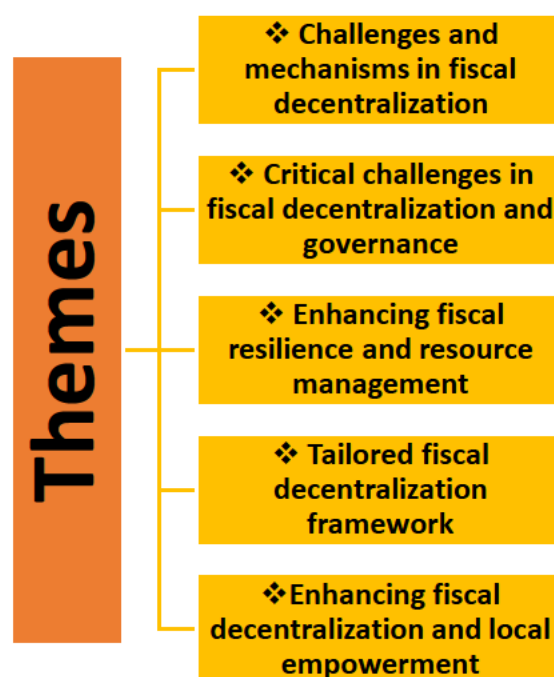 Themes
❖ Challenges and
mechanisms in fiscal
decentralization
❖ Critical challenges in
fiscal decentralization and
governance
❖ Enhancing fiscal
resilience and resource
management
❖ Tailored fiscal
decentralization
framework
❖Enhancing fiscal
decentralization and local
empowerment